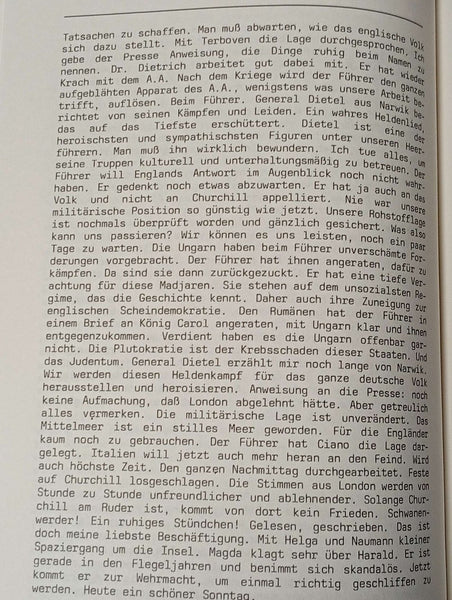 Tatsachen zu schaffen. Man muß abwarten, wie das englische Volk
sich dazu stellt. Mit Terboven die Lage durchgesprochen. Ich
gebe der Presse Anweisung, die Dinge ruhig beim Namen zu
nennen. Dr. Dietrich arbeitet gut dabei mit. Er hat wieder
Krach mit dem A.A. Nach dem Kriege wird der Führer den ganzen
aufgeblähten Apparat des A.A., wenigstens was unsere Arbeit be-
trifft, auflösen. Beim Führer. General Dietel aus Narwik be-
richtet von seinen Kämpfen und Leiden. Ein wahres Heldenlied
das auf das Tiefste erschüttert. Dietel ist eine der
heroischsten und sympathischsten Figuren unter unseren Heer-
führern. Man muß ihn wirklich bewundern. Ich tue alles, um
seine Truppen kulturell und unterhaltungsmäßig zu betreuen. Der
Führer will Englands Antwort im Augenblick noch nicht wahr-
haben. Er gedenkt noch etwas abzuwarten. Er hat ja auch an das
Volk und nicht an Churchill appelliert. Nie war unsere
militärische Position so günstig wie jetzt. Unsere Rohstofflage
ist nochmals überprüft worden und gänzlich gesichert. Was also
kann uns passieren? Wir können es uns leisten, noch ein paar
Tage zu warten. Die Ungarn haben beim Führer unverschämte For-
derungen vorgebracht. Der Führer hat ihnen angeraten, dafür zu
kämpfen. Da sind sie dann zurückgezuckt. Er hat eine tiefe Ver-
achtung für diese Madjaren. Sie stehen auf dem unsozialsten Re-
gime, das die Geschichte kennt. Daher auch ihre Zuneigung zur
englischen Scheindemokratie. Den Rumänen hat der Führer in
einem Brief an König Carol angeraten, mit Ungarn klar und ihnen
entgegenzukommen. Verdient haben es die Ungarn offenbar gar-
nicht. Die Plutokratie ist der Krebsschaden dieser Staaten. Und
das Judentum. General Dietel erzählt mir noch lange von Narwik.
Wir werden diesen Heldenkampf für das ganze deutsche Volk
herausstellen und heroisieren. Anweisung an die Presse: noch
keine Aufmachung, daß London abgelehnt hätte. Aber getreulich
alles vermerken. Die militärische Lage ist unverändert. Das
Mittelmeer ist ein stilles Meer geworden. Für die Engländer
kaum noch zu gebrauchen. Der Führer hat Ciano die Lage dar-
gelegt. Italien will jetzt auch mehr heran an den Feind. Wird
auch höchste Zeit. Den ganzen Nachmittag durchgearbeitet. Feste
auf Churchill losgeschlagen. Die Stimmen aus London werden von
Stunde zu Stunde unfreundlicher und ablehnender. Solange Chur-
chill am Ruder ist, kommt von dort kein Frieden. Schwanen-
werder! Ein ruhiges Stündchen! Gelesen, geschrieben. Das ist
doch meine liebste Beschäftigung. Mit Helga und Naumann kleiner
Spaziergang um die Insel. Magda klagt sehr über Harald. Er ist
gerade in den Flegeljahren und benimmt sich skandalös. Jetzt
kommt er zur Wehrmacht, um einmal richtig geschliffen zu
werden. Heute ein schöner Sonntag.